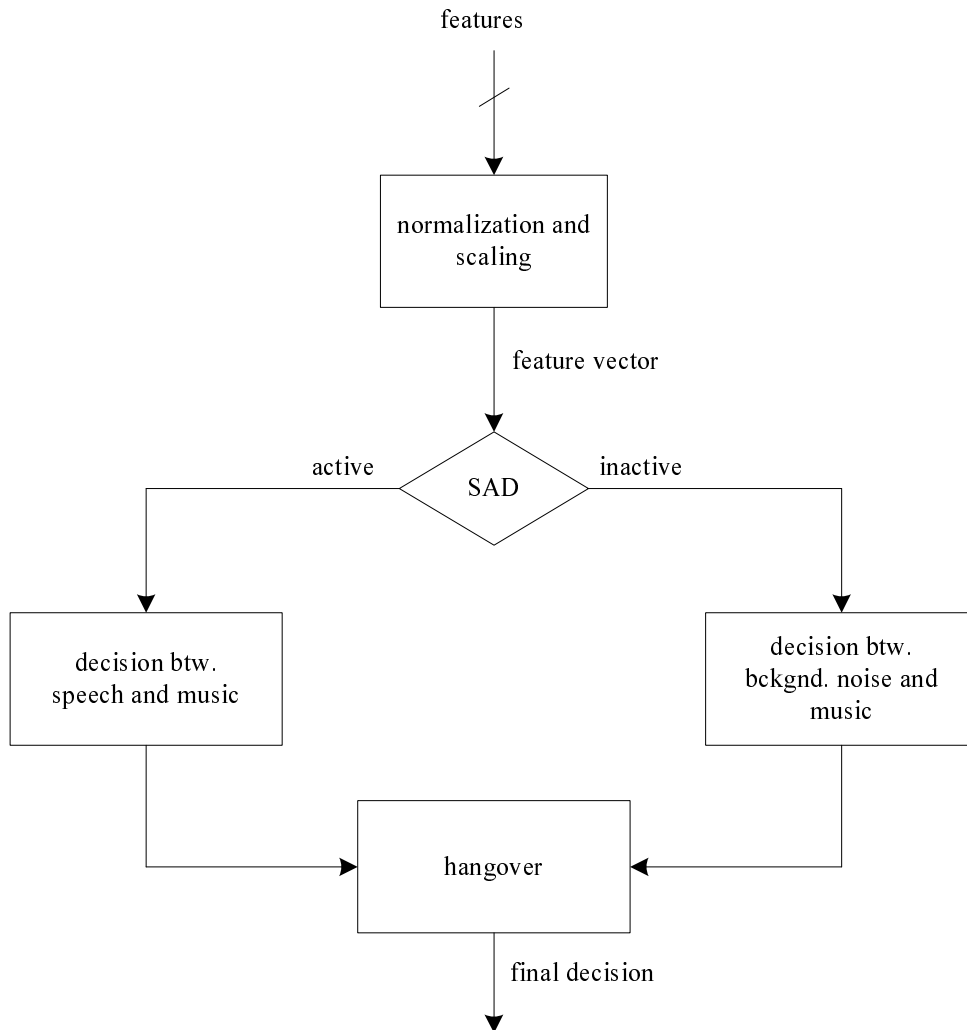 features
normalization and
scaling
feature vector
active
inactive
SAD
decision btw.
speech and music
decision btw.
bckgnd. noise and
music
hangover
final decision